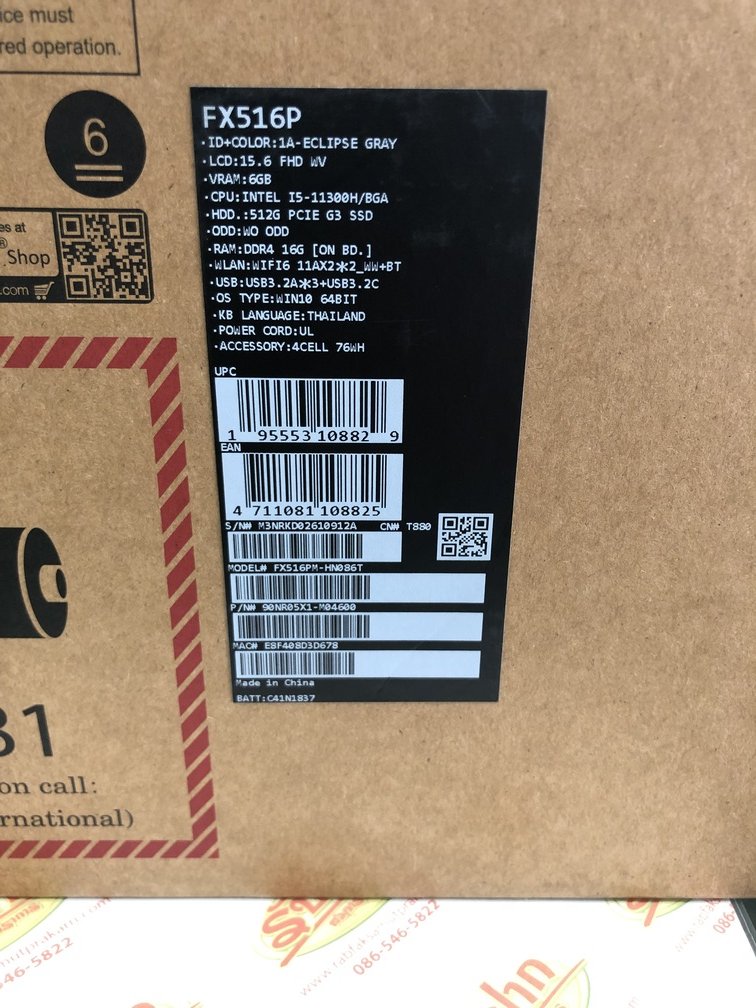 ice must
red operation.
6
es at
®
Shop
.com
FX516P
·ID+COLOR:1A-ECLIPSE GRAY
·LCD:15.6 FHD WV
·VRAM:6GB
·CPU:INTEL I5-11300H/BGA
·HDD.:512G PCIE G3 SSD
·ODD:WO ODD
·RAM:DDR4 16G [ON BD.]
·WLAN:WIFI6 11AX2*2_WW+BT
·USB:USB3.2A*3+USB3.2C
·OS TYPE:WIN10 64BIT
·KB LANGUAGE:THAILAND
·POWER CORD:UL
·ACCESSORY:4CELL 76WH
UPC
1 95553 10882 9
EAN
4 711081 108825
S/N# M3NRKD02610912A CN# T880
MODEL# FX516PM-HN086T
P/N# 90NR05X1-M04600
MAC# E8F408D3D678
Made in China
BATT:C41N1837
31
on call:
rnational)
086-546-5822